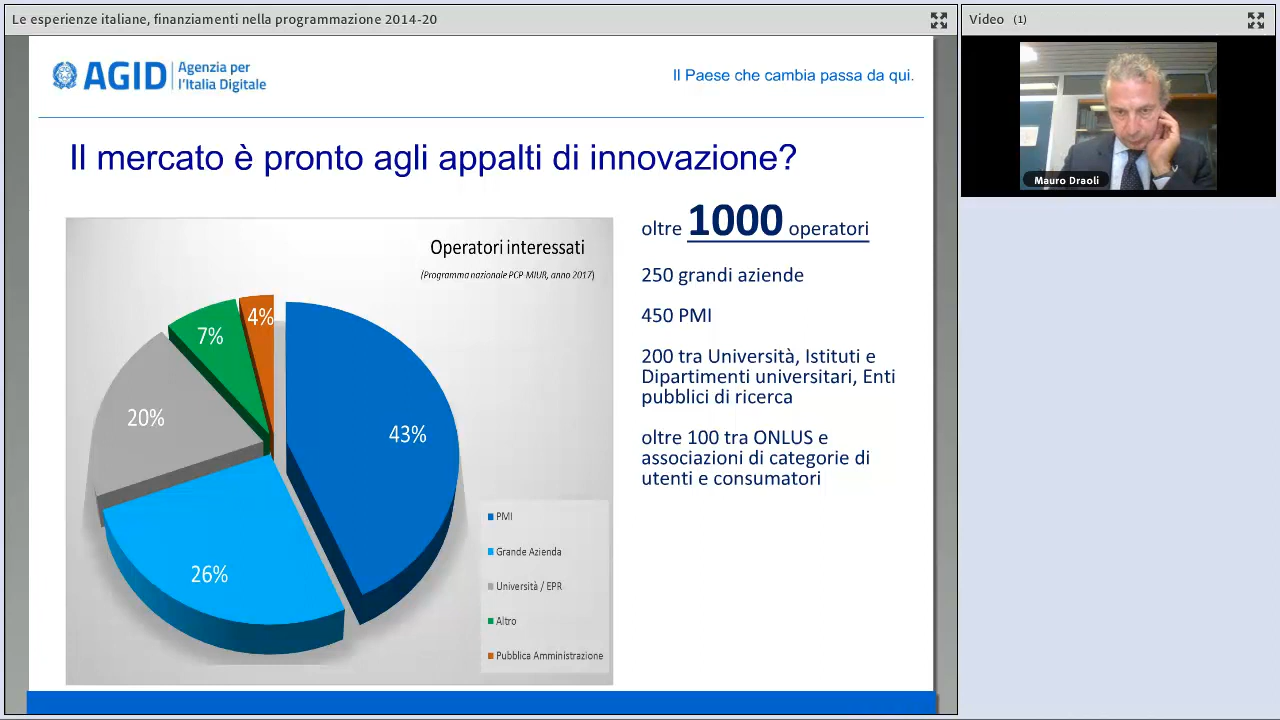 Le esperienze italiane, finanziamenti nella programmazione 2014-20
Video (1)
AGID
Agenzia per
l'Italia Digitale
Il Paese che cambia passa da qui.
Mauro Draoli
Il mercato è pronto agli appalti di innovazione?
Operatori interessati
(Programma nazionale PCP MIUR, anno 2017)
4%
7%
20%
43%
26%
PMI
Grande Azienda
Università / EPR
Altro
Pubblica Amministrazione
oltre 1000 operatori
250 grandi aziende
450 PMI
200 tra Università, Istituti e
Dipartimenti universitari, Enti
pubblici di ricerca
oltre 100 tra ONLUS e
associazioni di categorie di
utenti e consumatori